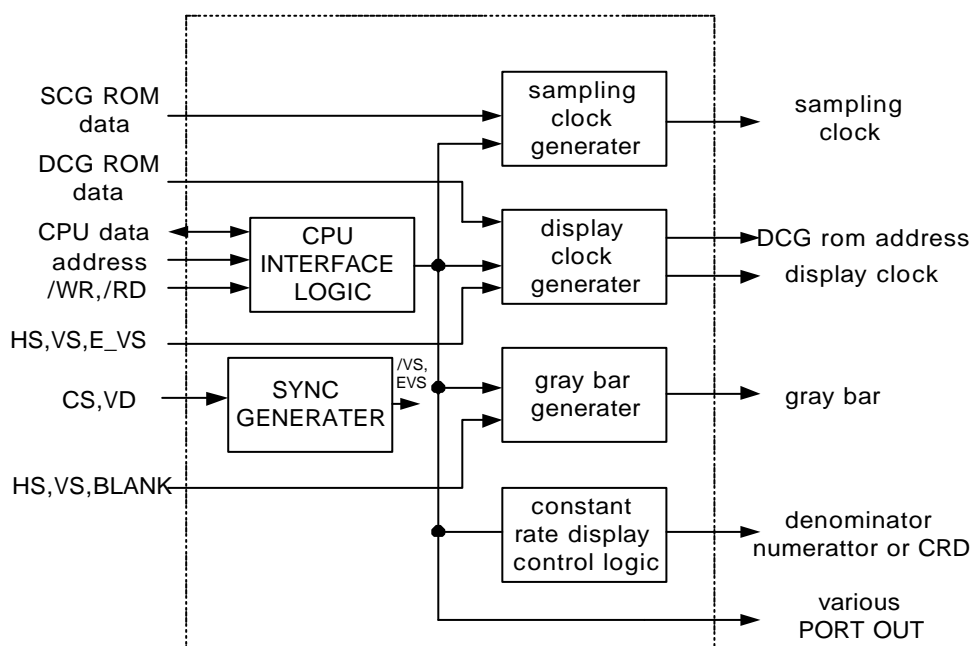 SCG ROM
data
DCG ROM
data
CPU data
address
/WR,/RD
HS,VS,E_VS
CS,VD
HS,VS,BLANK
CPU
INTERFACE
LOGIC
SYNC
GENERATER
/VS,
EVS
sampling
clock
generater
display
clock
generater
gray bar
generater
constant
rate display
control logic
sampling
clock
DCG rom address
display clock
gray bar
denominator
numerattor or CRD
various
PORT OUT